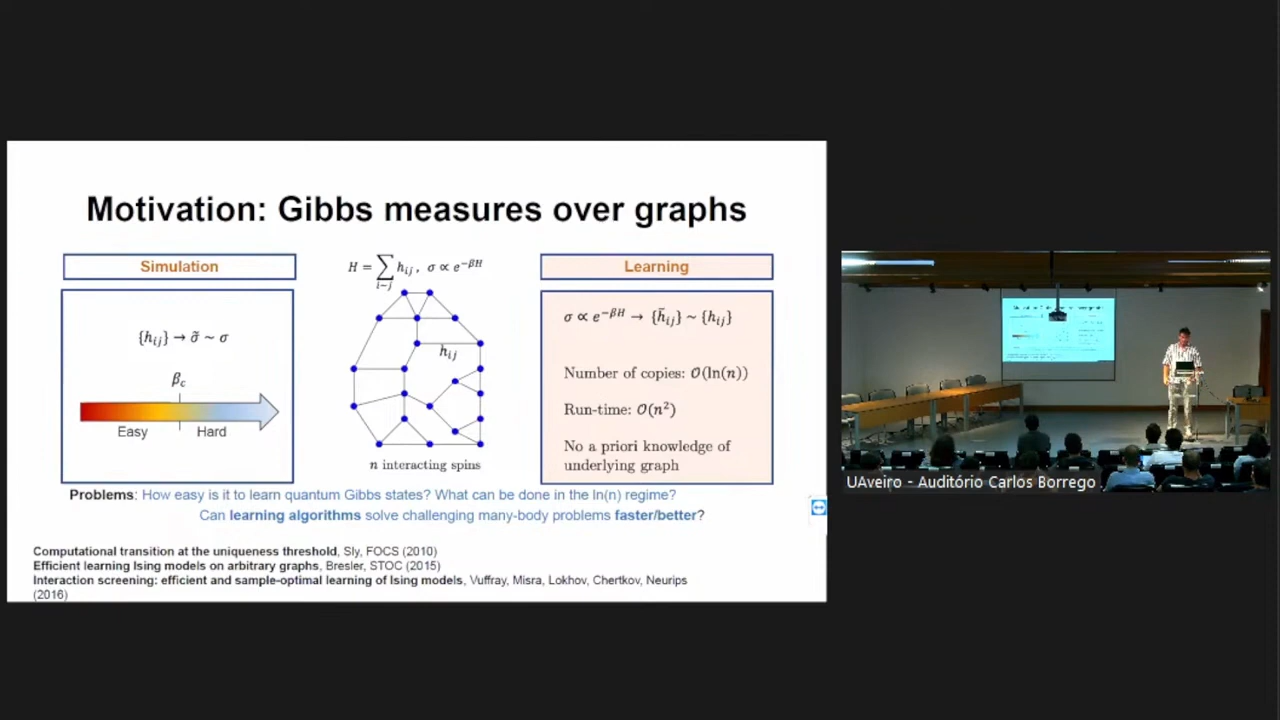 Motivation: Gibbs measures over graphs
Simulation
{h_ij} → σ̃ ~ σ
β_c
Easy
Hard
H = ∑_{i~j} h_ij, σ ∝ e^{-βH}
h_ij
n interacting spins
Learning
σ ∝ e^{-βH} → {h̃_ij} ~ {h_ij}
Number of copies: 𝒪(ln(n))
Run-time: 𝒪(n²)
No a priori knowledge of
underlying graph
Problems: How easy is it to learn quantum Gibbs states? What can be done in the ln(n) regime?
Can learning algorithms solve challenging many-body problems faster/better?
Computational transition at the uniqueness threshold, Sly, FOCS (2010)
Efficient learning Ising models on arbitrary graphs, Bresler, STOC (2015)
Interaction screening: efficient and sample-optimal learning of Ising models, Vuffray, Misra, Lokhov, Chertkov, Neurips
(2016)
UAveiro - Auditório Carlos Borrego